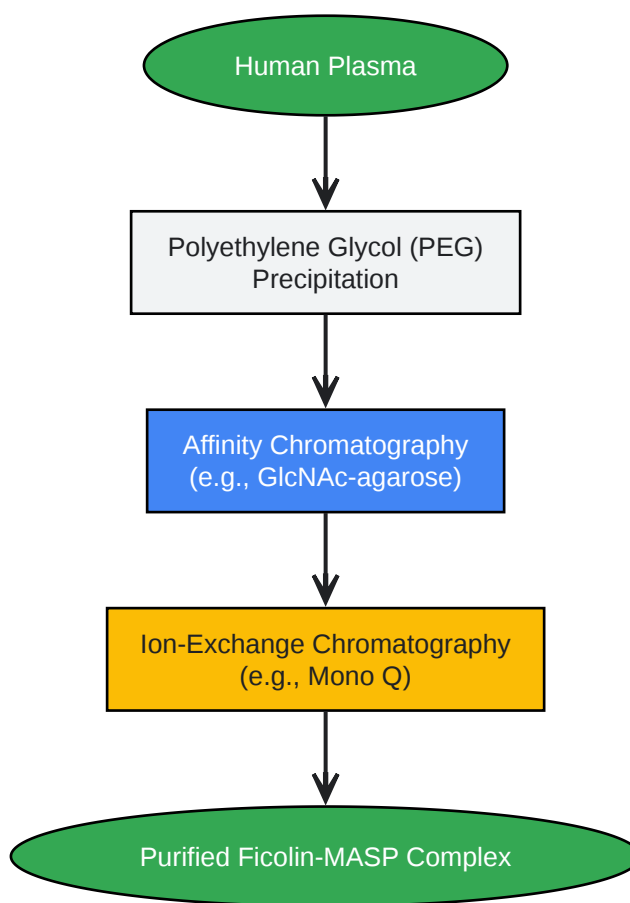 Human Plasma
Polyethylene Glycol (PEG)
Precipitation
Affinity Chromatography
(e.g., GlcNAc-agarose)
Ion-Exchange Chromatography
(e.g., Mono Q)
Purified Ficolin-MASP Complex